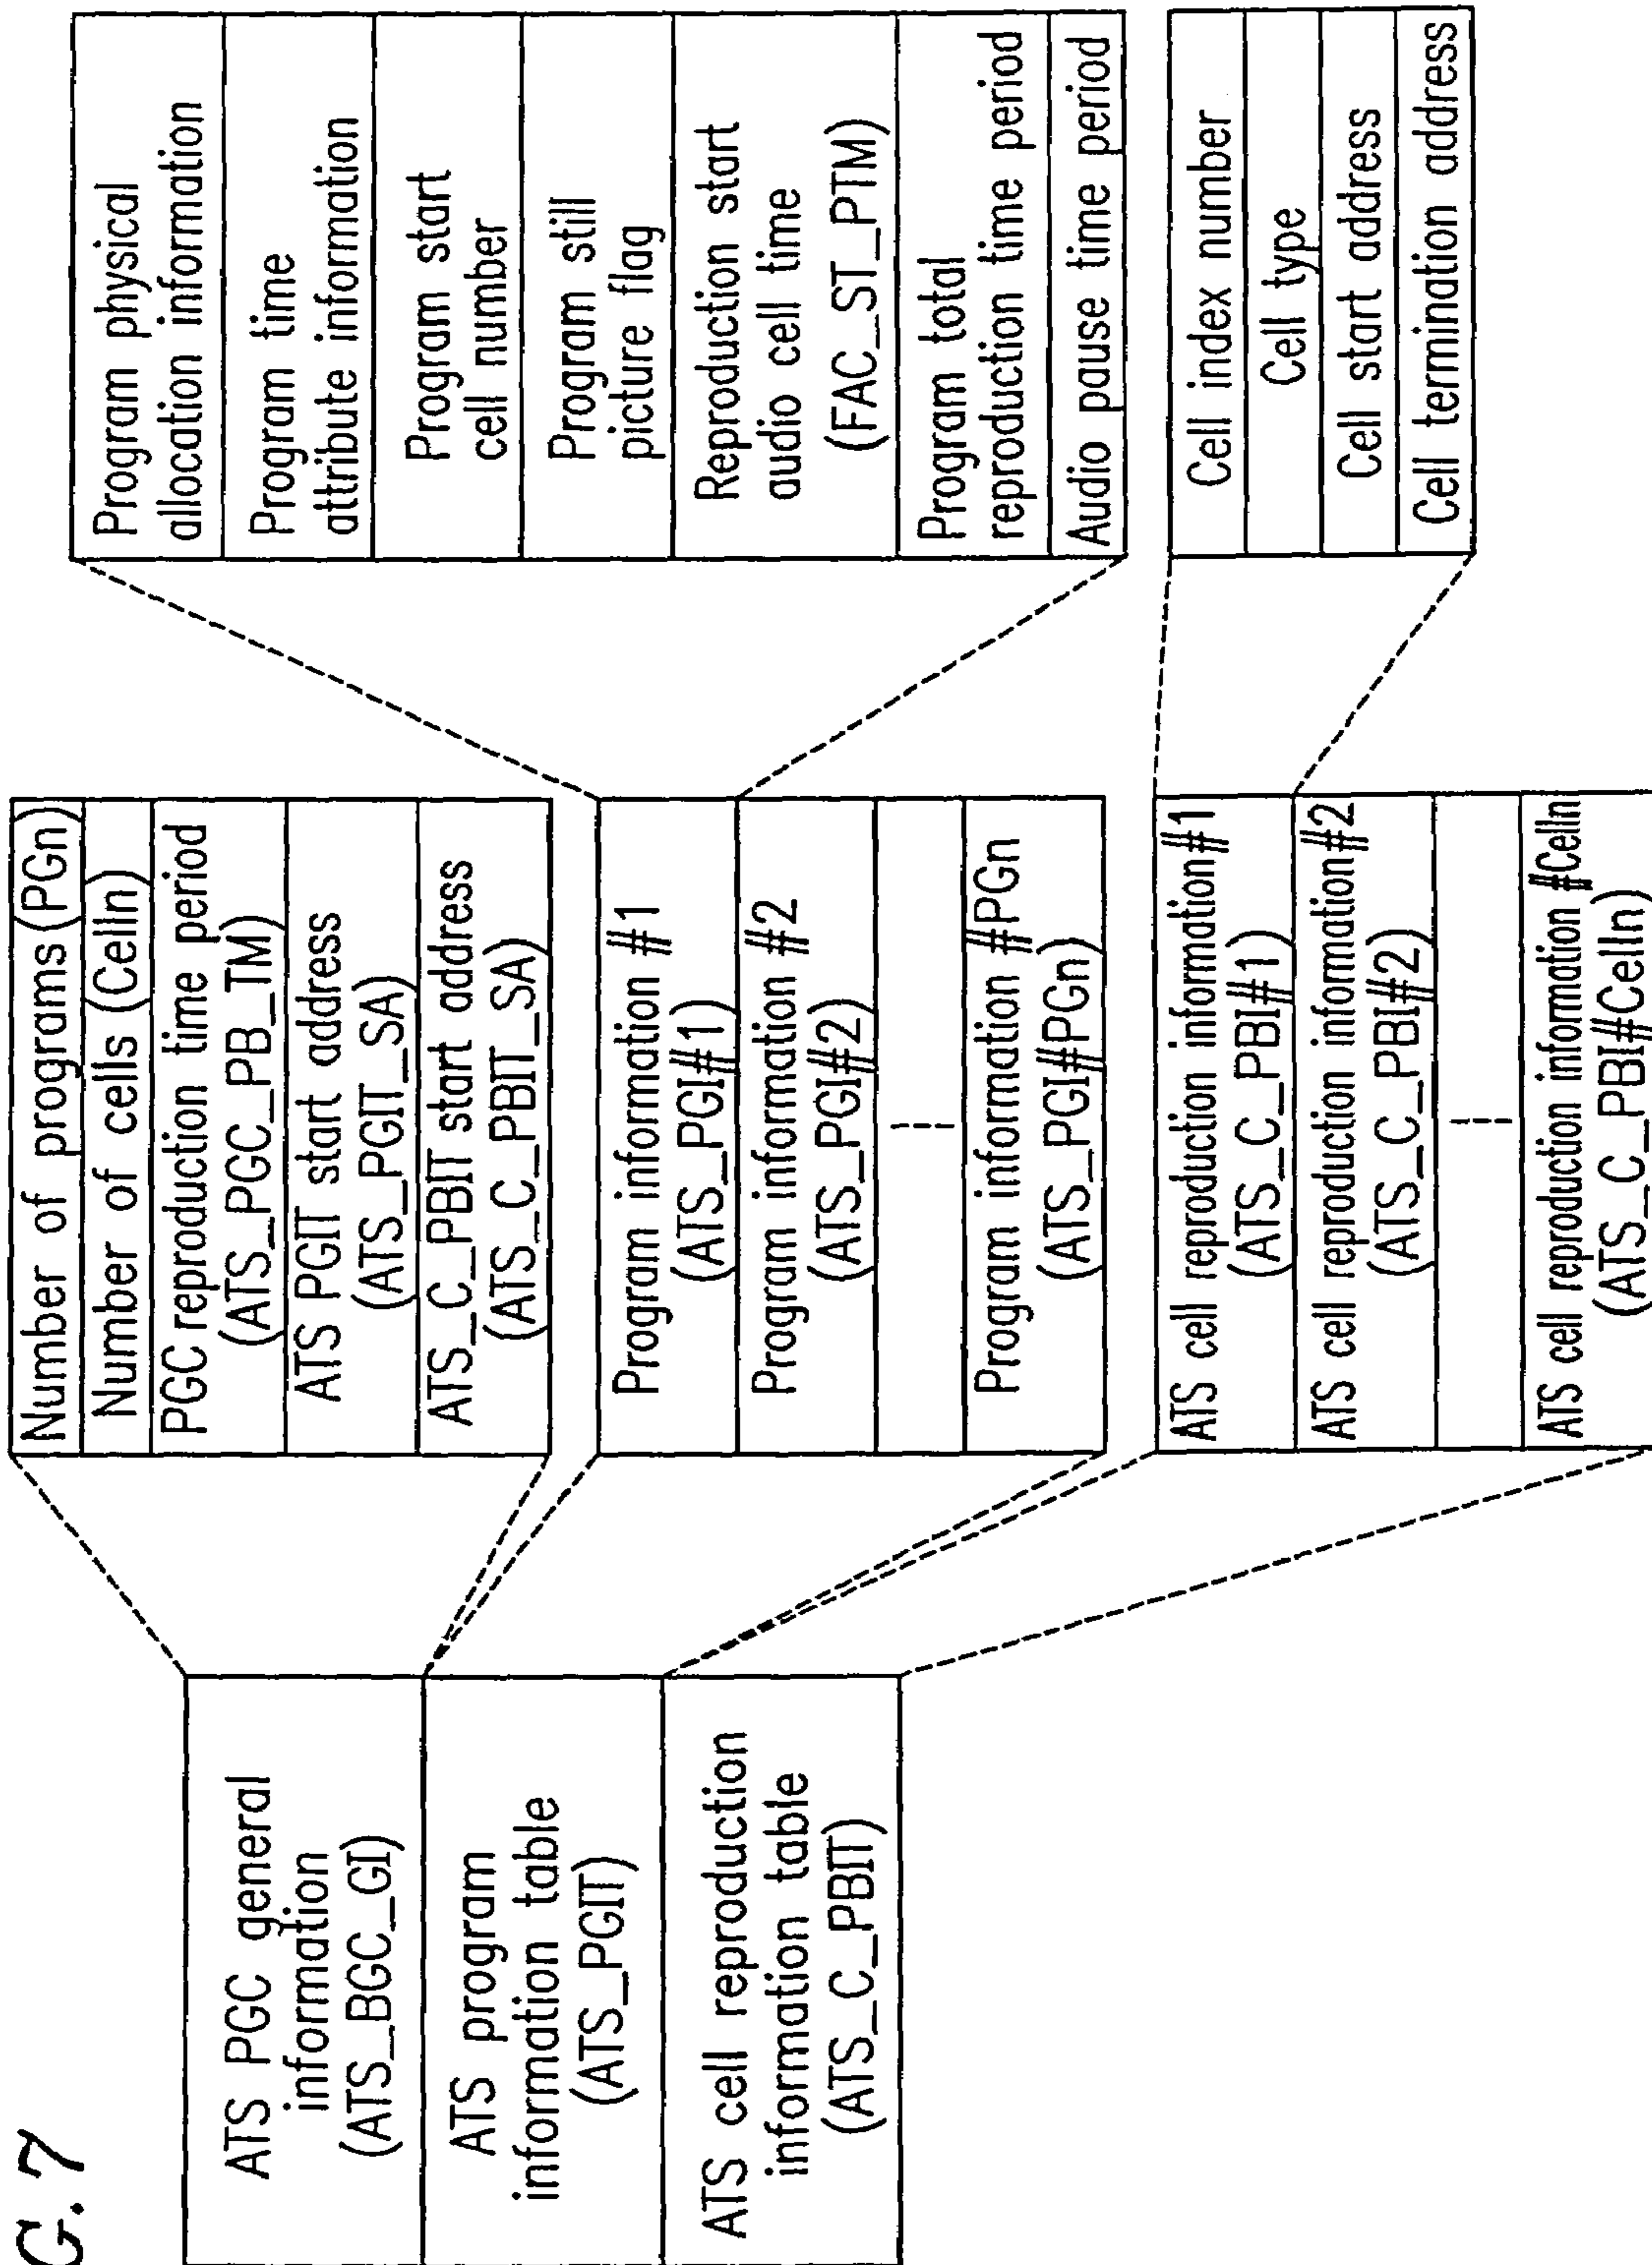 G. 7
ATS PGC general
information
(ATS_BGC_GI)
ATS program
information table
(ATS_PGIT)
ATS cell reproduction
information table
(ATS_C_PBIT)
Number of programs (PGn)
Number of cells (Celln)
PGC reproduction time period
(ATS_PGC_PB_TM)
ATS PGIT start address
(ATS_PGIT_SA)
ATS_C_PBIT start address
(ATS_C_PBIT_SA)
Program information #1
(ATS_PGI#1)
Program information #2
(ATS_PGI#2)
Program information #PGn
(ATS_PGI#PGn)
ATS cell reproduction information#1
(ATS_C_PBI#1)
ATS cell reproduction information#2
(ATS_C_PBI#2)
ATS cell reproduction information #Celln
(ATS_C_PBI#Celln)
Program physical
allocation information
Program time
attribute information
Program start
cell number
Program still
picture flag
Reproduction start
audio cell time
(FAC_ST_PTM)
Program total
reproduction time period
Audio pause time period
Cell index number
Cell type
Cell start address
Cell termination address